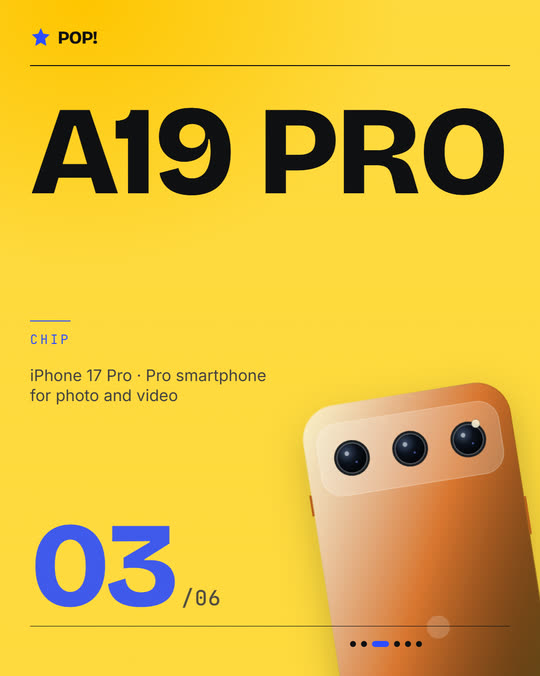 POP!
A19 PRO
CHIP
iPhone 17 Pro · Pro smartphone
for photo and video
03/06